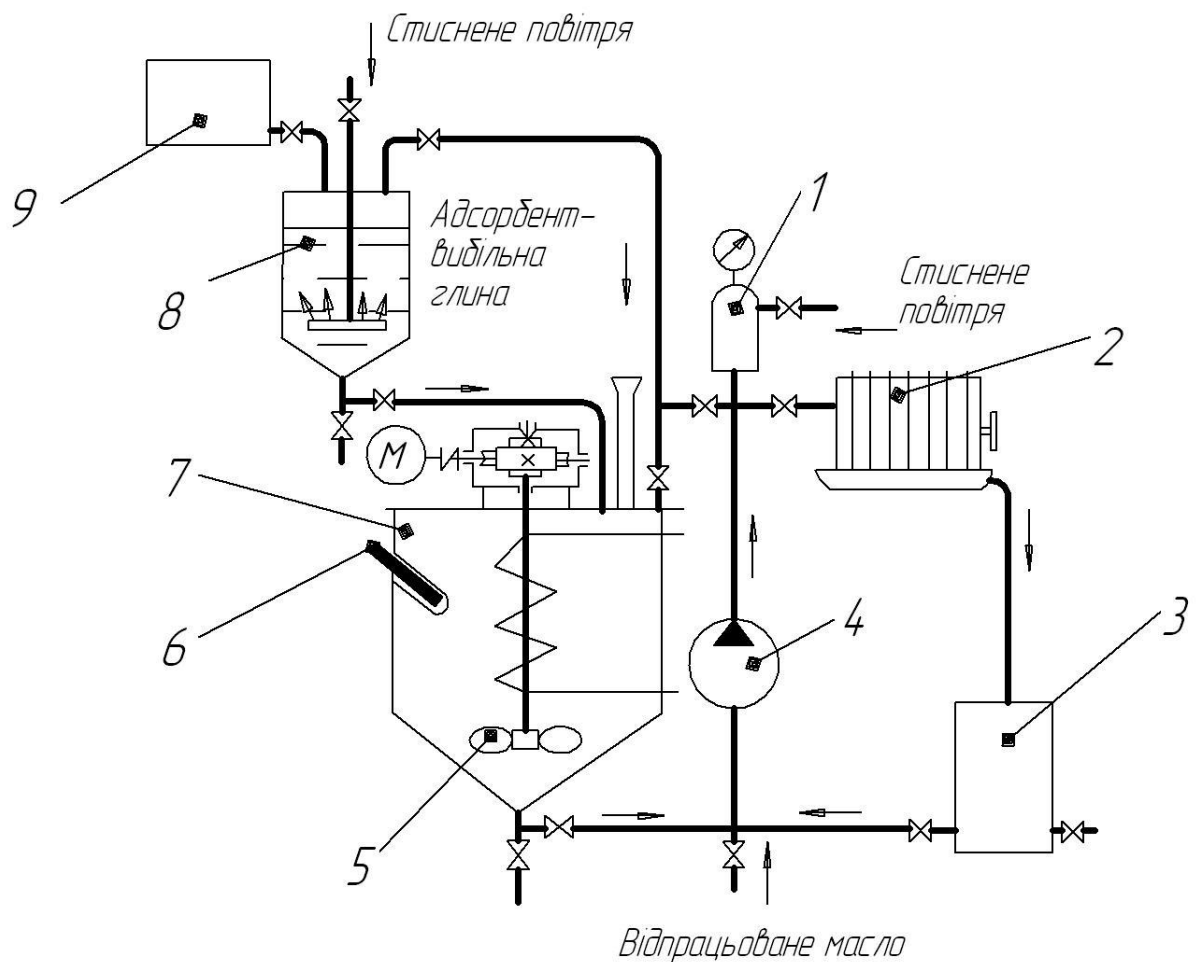 Стиснене повітря
9
1
Адсорбент-
вибільна
глина
8
Стиснене
повітря
2
M
7
6
4
3
5
Відпрацьоване масло